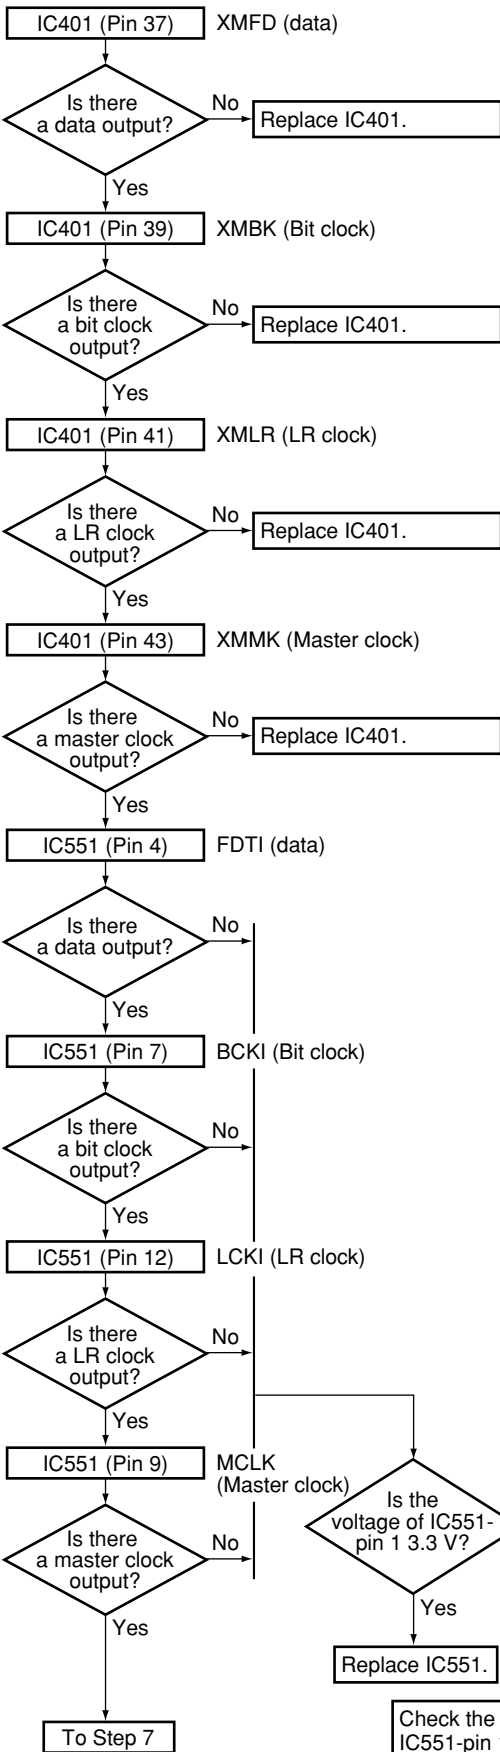 IC401 (Pin 37) XMFD (data)
Is there
a data output?
No
Replace IC401.
Yes
IC401 (Pin 39) XMBK (Bit clock)
Is there
a bit clock
output?
No
Replace IC401.
Yes
IC401 (Pin 41) XMLR (LR clock)
Is there
a LR clock
output?
No
Replace IC401.
Yes
IC401 (Pin 43) XMMK (Master clock)
Is there
a master clock
output?
No
Replace IC401.
Yes
IC551 (Pin 4) FDTI (data)
Is there
a data output?
No
Yes
IC551 (Pin 7) BCKI (Bit clock)
Is there
a bit clock
output?
No
Yes
IC551 (Pin 12) LCKI (LR clock)
Is there
a LR clock
output?
No
Yes
IC551 (Pin 9) MCLK
(Master clock)
Is there
a master clock
output?
No
Yes
Is the
voltage of IC551-
pin 1 3.3 V?
Yes
Replace IC551.
To Step 7
Check the
IC551-pin